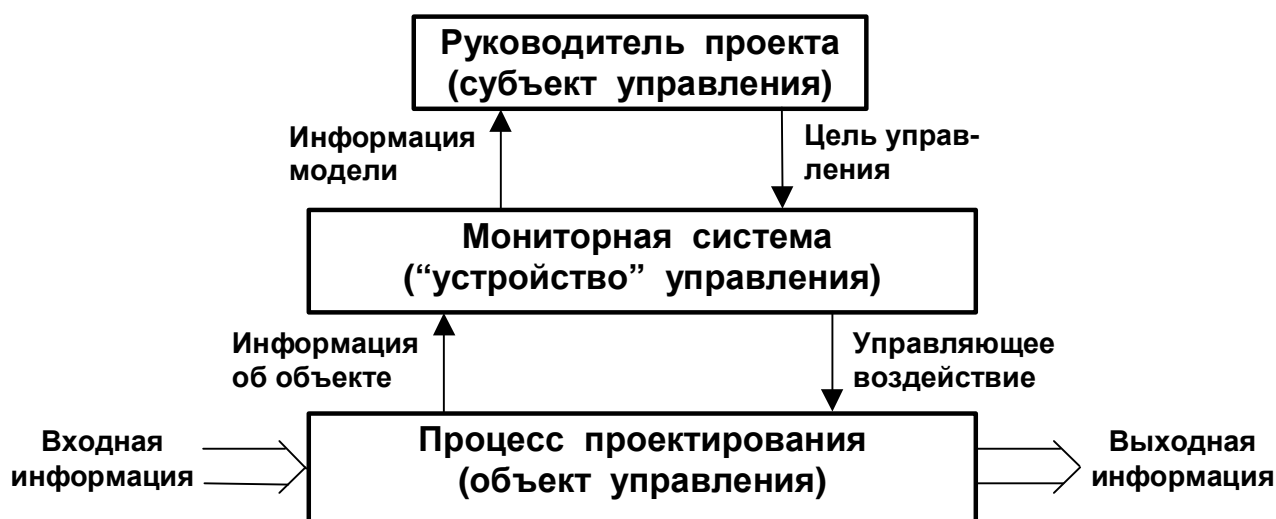 Руководитель проекта
(субъект управления)
Информация
модели
Цель управ-
ления
Мониторная система
(“устройство” управления)
Информация
об объекте
Управляющее
воздействие
Входная
информация
Процесс проектирования
(объект управления)
Выходная
информация